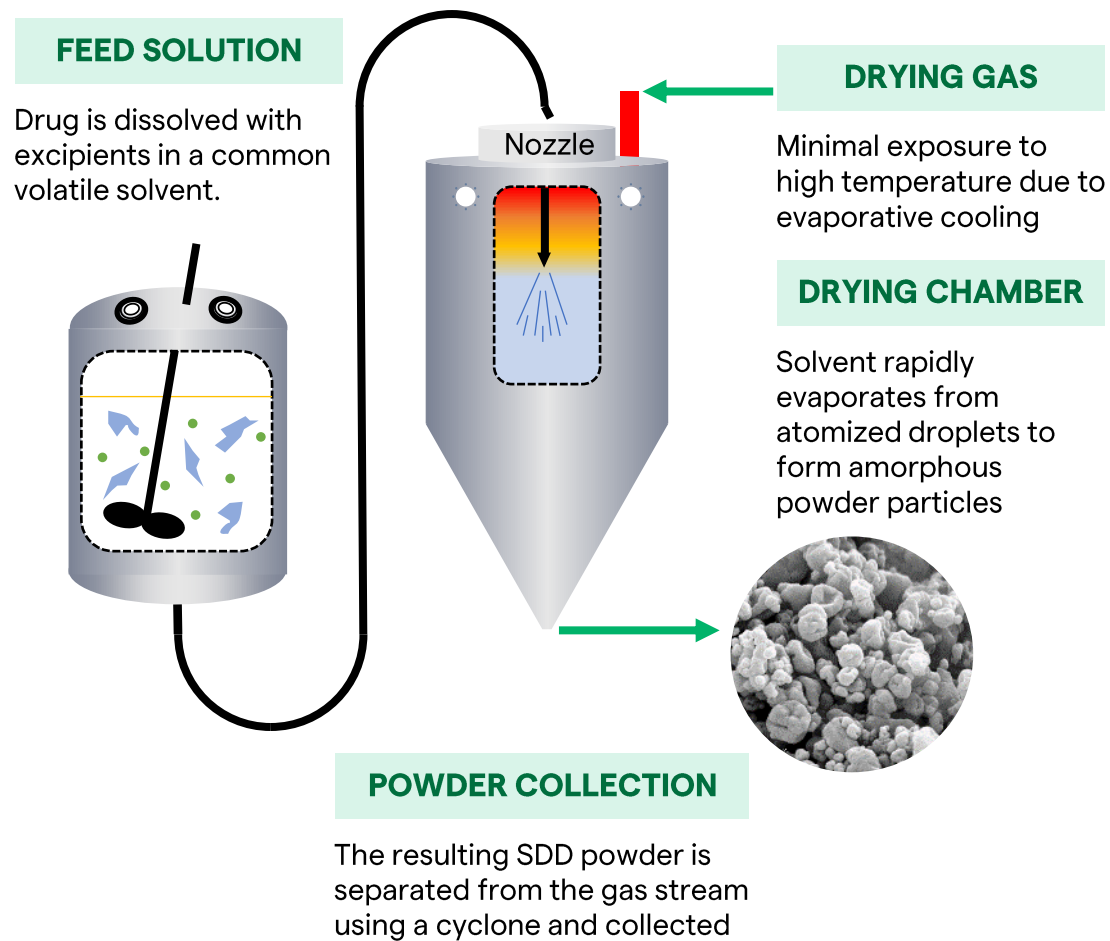 FEED SOLUTION
Drug is dissolved with
excipients in a common
volatile solvent.
Nozzle
DRYING GAS
Minimal exposure to
high temperature due to
evaporative cooling
DRYING CHAMBER
Solvent rapidly
evaporates from
atomized droplets to
form amorphous
powder particles
POWDER COLLECTION
The resulting SDD powder is
separated from the gas stream
using a cyclone and collected